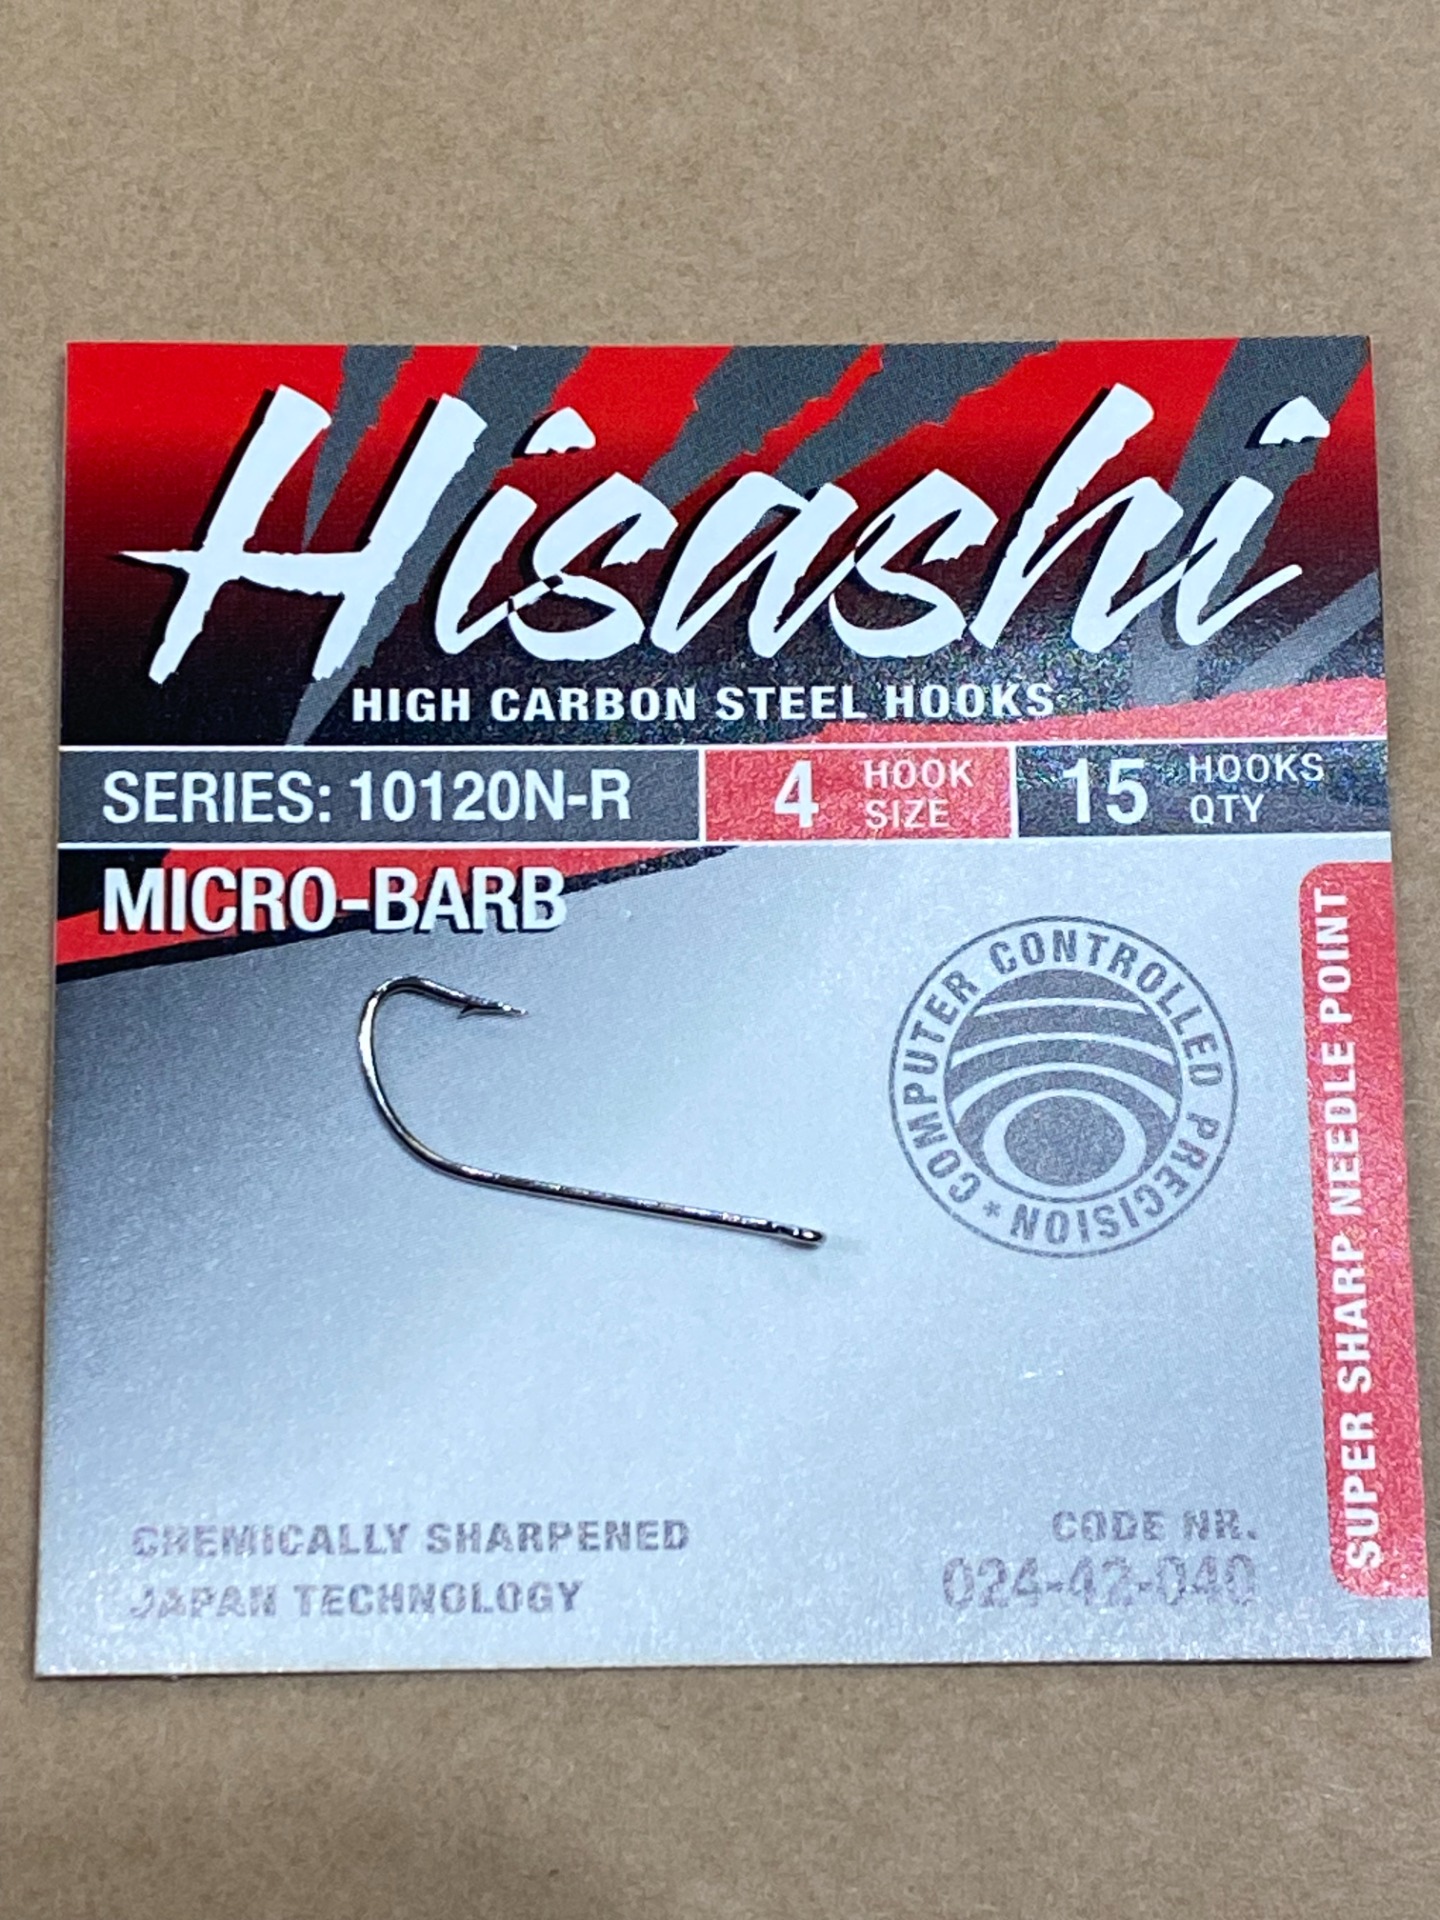 Hisashi
HIGH CARBON STEEL HOOKS
SERIES: 10120N-R
4 HOOK SIZE
15 HOOKS QTY
MICRO-BARB
COMPUTER CONTROLLED PRECISION *
SUPER SHARP NEEDLE POINT
CHEMICALLY SHARPENED
JAPAN TECHNOLOGY
CODE NR.
024-42-040